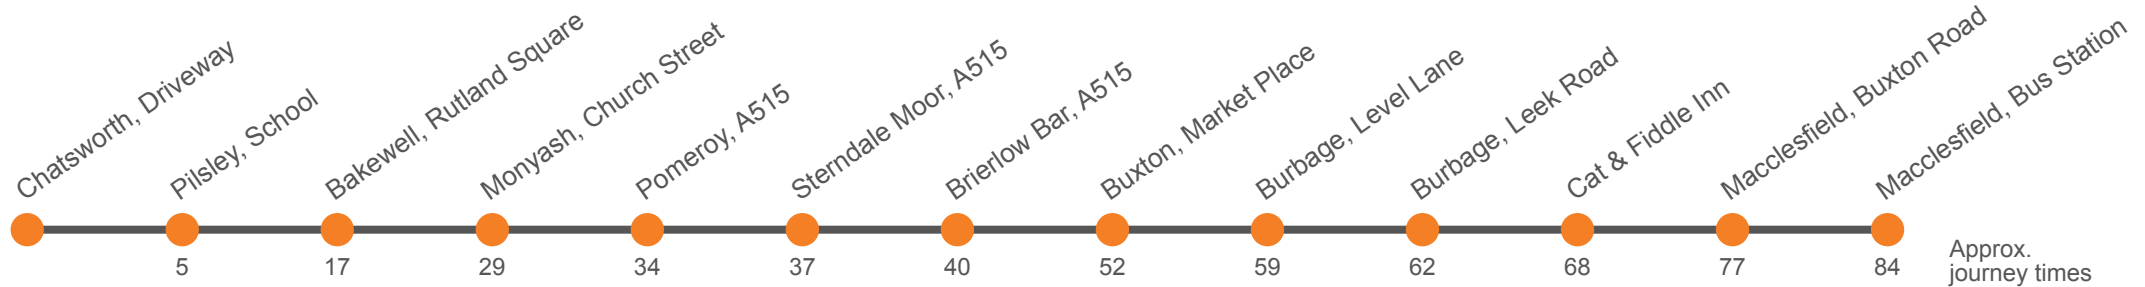 Chatsworth, Driveway
Pilsley, School
Bakewell, Rutland Square
Monyash, Church Street
Pomeroy, A515
Sterndale Moor, A515
Brierlow Bar, A515
Buxton, Market Place
Burbage, Level Lane
Burbage, Leek Road
Cat & Fiddle Inn
Macclesfield, Buxton Road
Macclesfield, Bus Station
5 17 29 34 37 40 52 59 62 68 77 84
Approx.
journey times